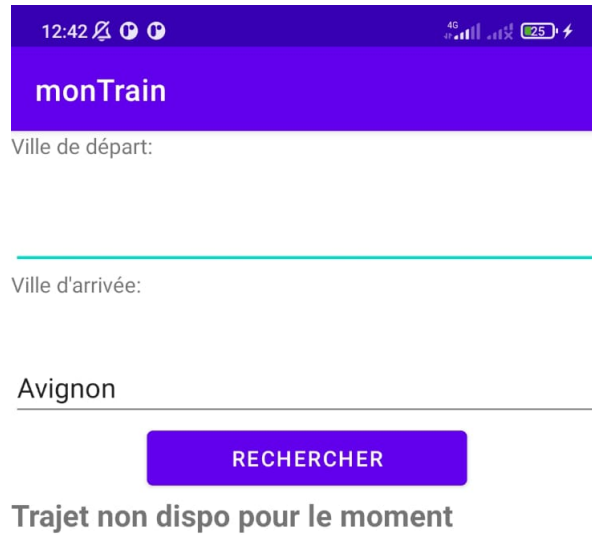 12:42 4G 25
monTrain
Ville de départ:
Ville d'arrivée:
Avignon
RECHERCHER
Trajet non dispo pour le moment